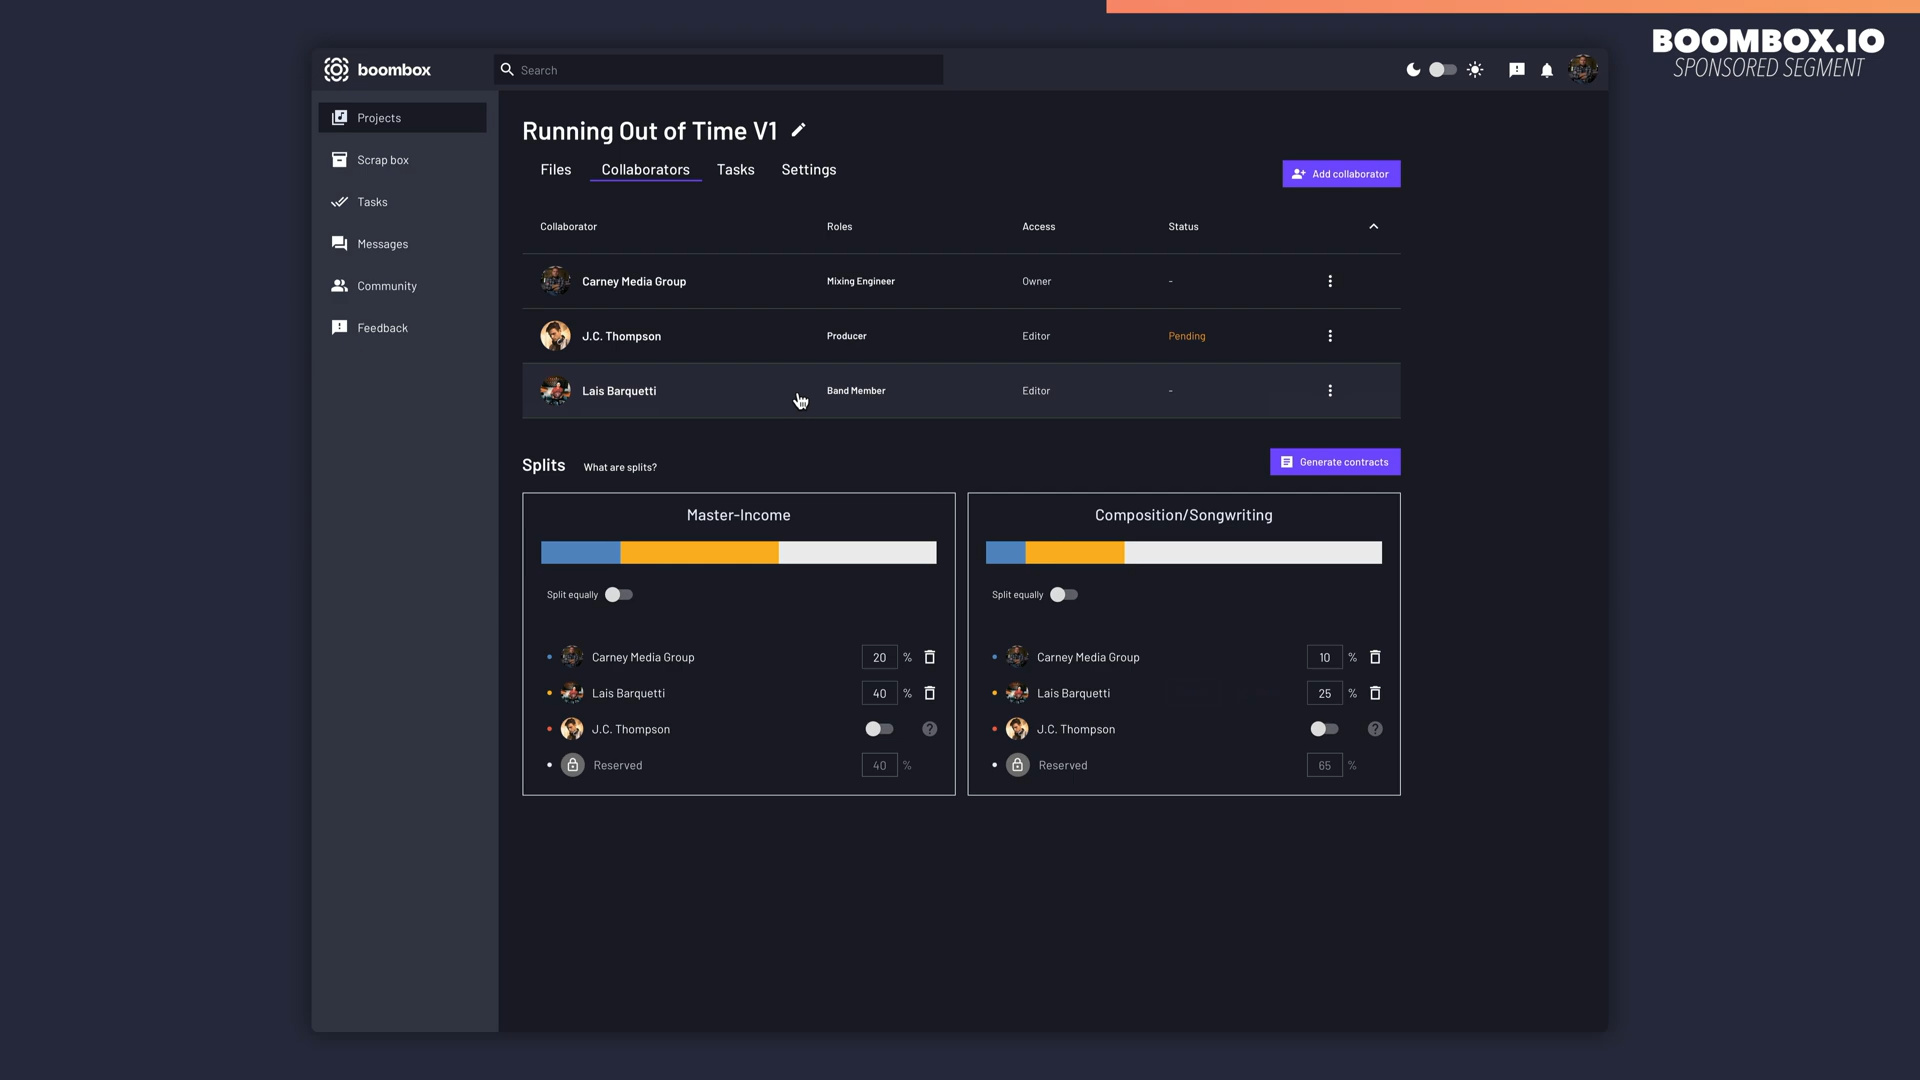 BOOMBOX.IO
SPONSORED SEGMENT
boombox
Search
Projects
Scrap box
Tasks
Messages
Community
Feedback
Running Out of Time V1
Files Collaborators Tasks Settings
Add collaborator
Collaborator Roles Access Status
Carney Media Group Mixing Engineer Owner -
J.C. Thompson Producer Editor Pending
Lais Barquetti Band Member Editor -
Splits What are splits?
Generate contracts
Master-Income
Split equally
Carney Media Group 20 %
Lais Barquetti 40 %
J.C. Thompson ?
Reserved 40 %
Composition/Songwriting
Split equally
Carney Media Group 10 %
Lais Barquetti 25 %
J.C. Thompson ?
Reserved 65 %